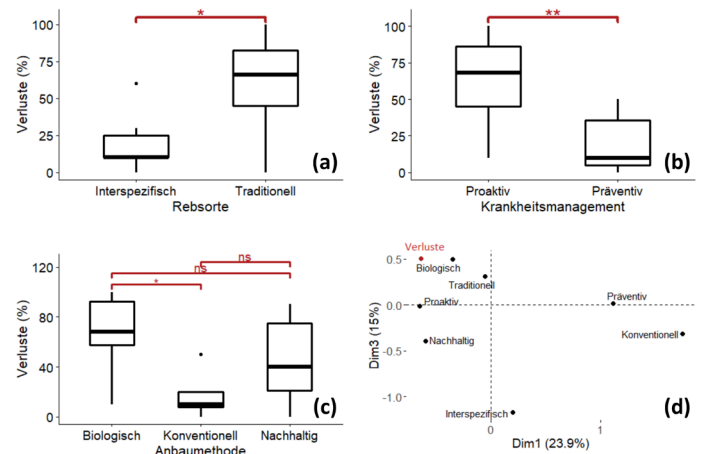 *
100
75
50
25
0
Verluste (%)
(a)
Interspezifisch
Traditionell
Rebsorte
**
100
75
50
25
0
Verluste (%)
(b)
Proaktiv
Präventiv
Krankheitsmanagement
ns
ns
*
120
80
40
0
Verluste (%)
(c)
Biologisch
Konventionell
Nachhaltig
Anbaumethode
Verluste
Biologisch
Traditionell
Proaktiv
Präventiv
Nachhaltig
Konventionell
Interspezifisch
0.5
0.0
-0.5
-1.0
Dim3 (15%)
(d)
0
1
Dim1 (23.9%)